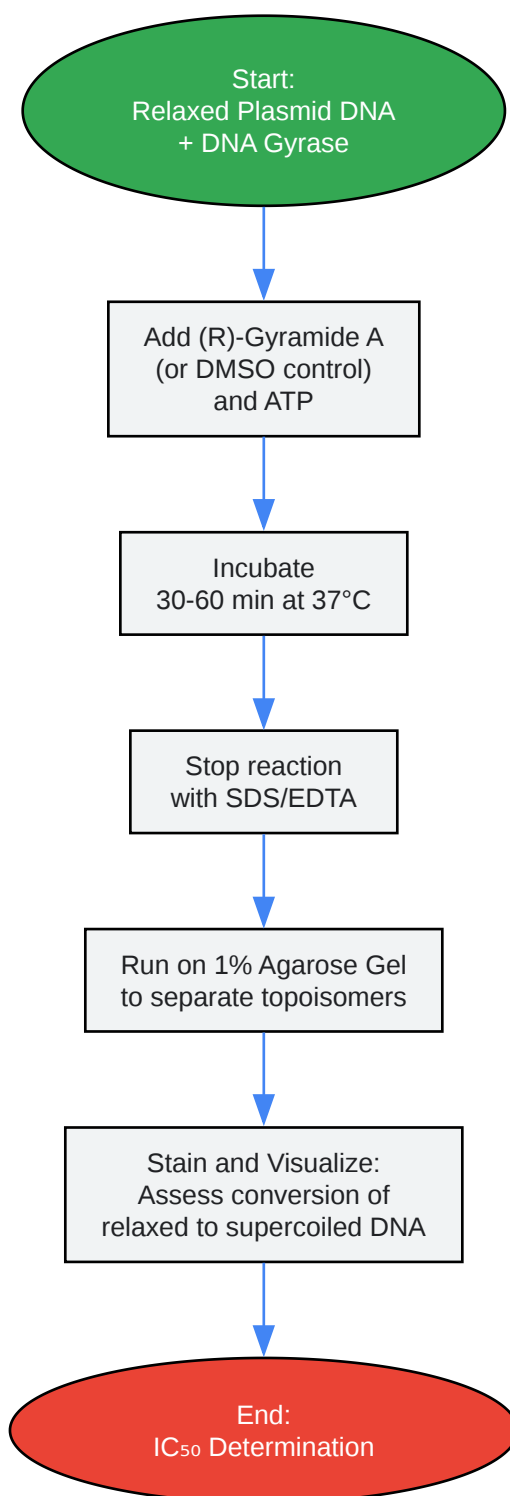 Start:
Relaxed Plasmid DNA
+ DNA Gyrase
Add (R)-Gyramide A
(or DMSO control)
and ATP
Incubate
30-60 min at 37°C
Stop reaction
with SDS/EDTA
Run on 1% Agarose Gel
to separate topoisomers
Stain and Visualize:
Assess conversion of
relaxed to supercoiled DNA
End:
IC₅₀ Determination